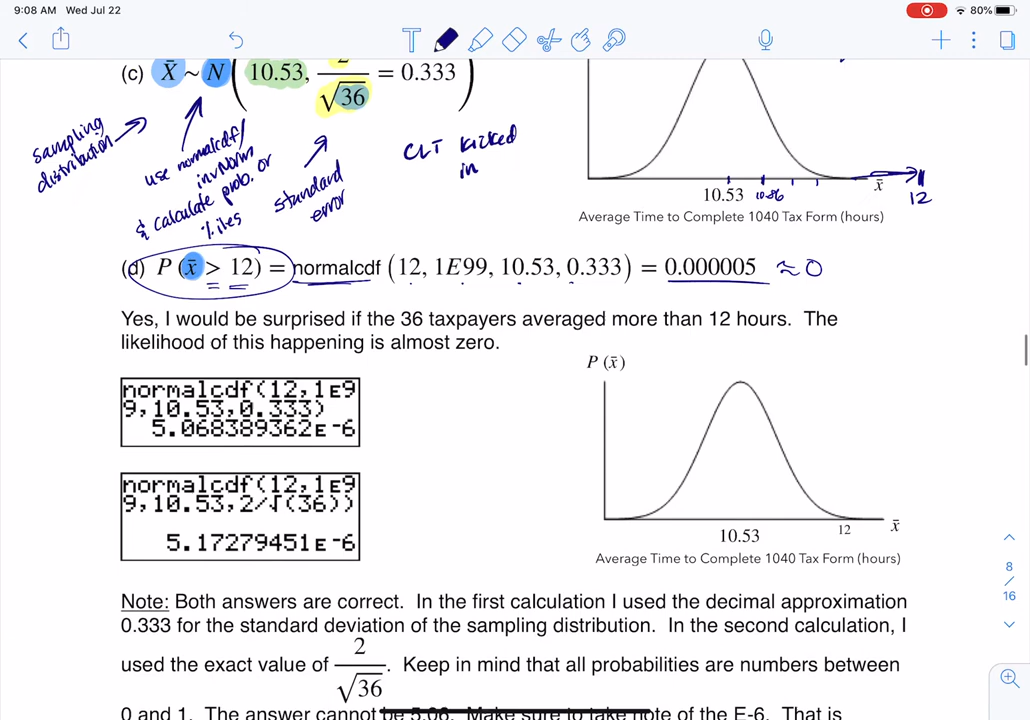 9:08 AM Wed Jul 22
80%
T
(c) X̄ ~ N ( 10.53, 2/√36 = 0.333 )
sampling distribution
use normalcdf/
invNorm
& calculate prob. or
%iles
standard
error
CLT kicked
in
10.53 10.86 x̄ 12
Average Time to Complete 1040 Tax Form (hours)
(d) P (x̄ > 12) = normalcdf (12, 1E99, 10.53, 0.333) = 0.000005 ≈ 0
Yes, I would be surprised if the 36 taxpayers averaged more than 12 hours. The
likelihood of this happening is almost zero.
P (x̄)
normalcdf(12,1E9
9,10.53,0.333)
5.068389362E-6
normalcdf(12,1E9
9,10.53,2/√(36))
5.17279451E-6
10.53 12 x̄
Average Time to Complete 1040 Tax Form (hours)
8
/
16
Note: Both answers are correct. In the first calculation I used the decimal approximation
0.333 for the standard deviation of the sampling distribution. In the second calculation, I
used the exact value of 2/√36. Keep in mind that all probabilities are numbers between
0 and 1. The answer cannot be 5.06. Make sure to take note of the E-6. That is